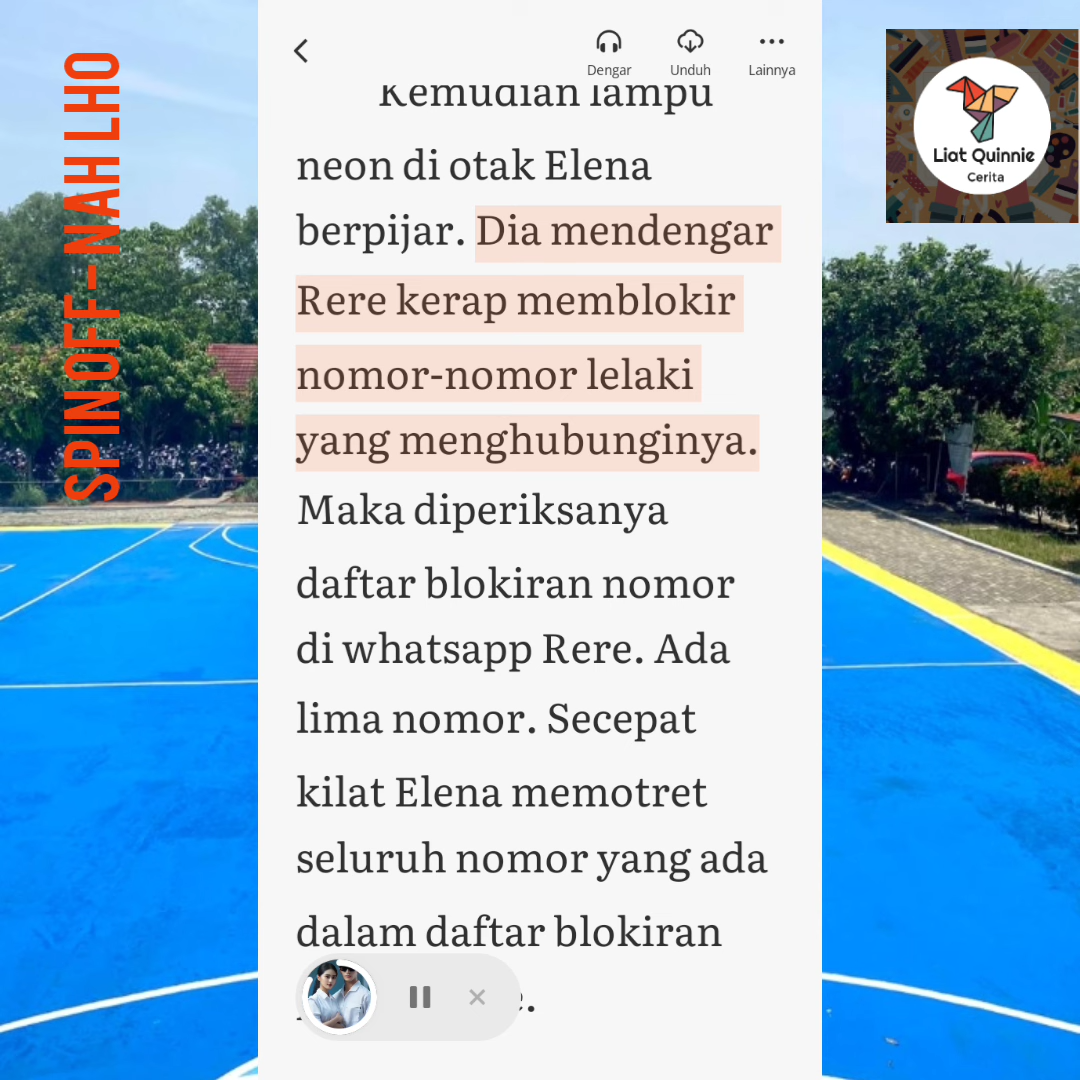 SPINOFF - NAH LHO
Dengar
Unduh
Lainnya
Liat Quinnie
Cerita
Kemudian lampu
neon di otak Elena
berpijar. Dia mendengar
Rere kerap memblokir
nomor-nomor lelaki
yang menghubunginya.
Maka diperiksanya
daftar blokiran nomor
di whatsapp Rere. Ada
lima nomor. Secepat
kilat Elena memotret
seluruh nomor yang ada
dalam daftar blokiran